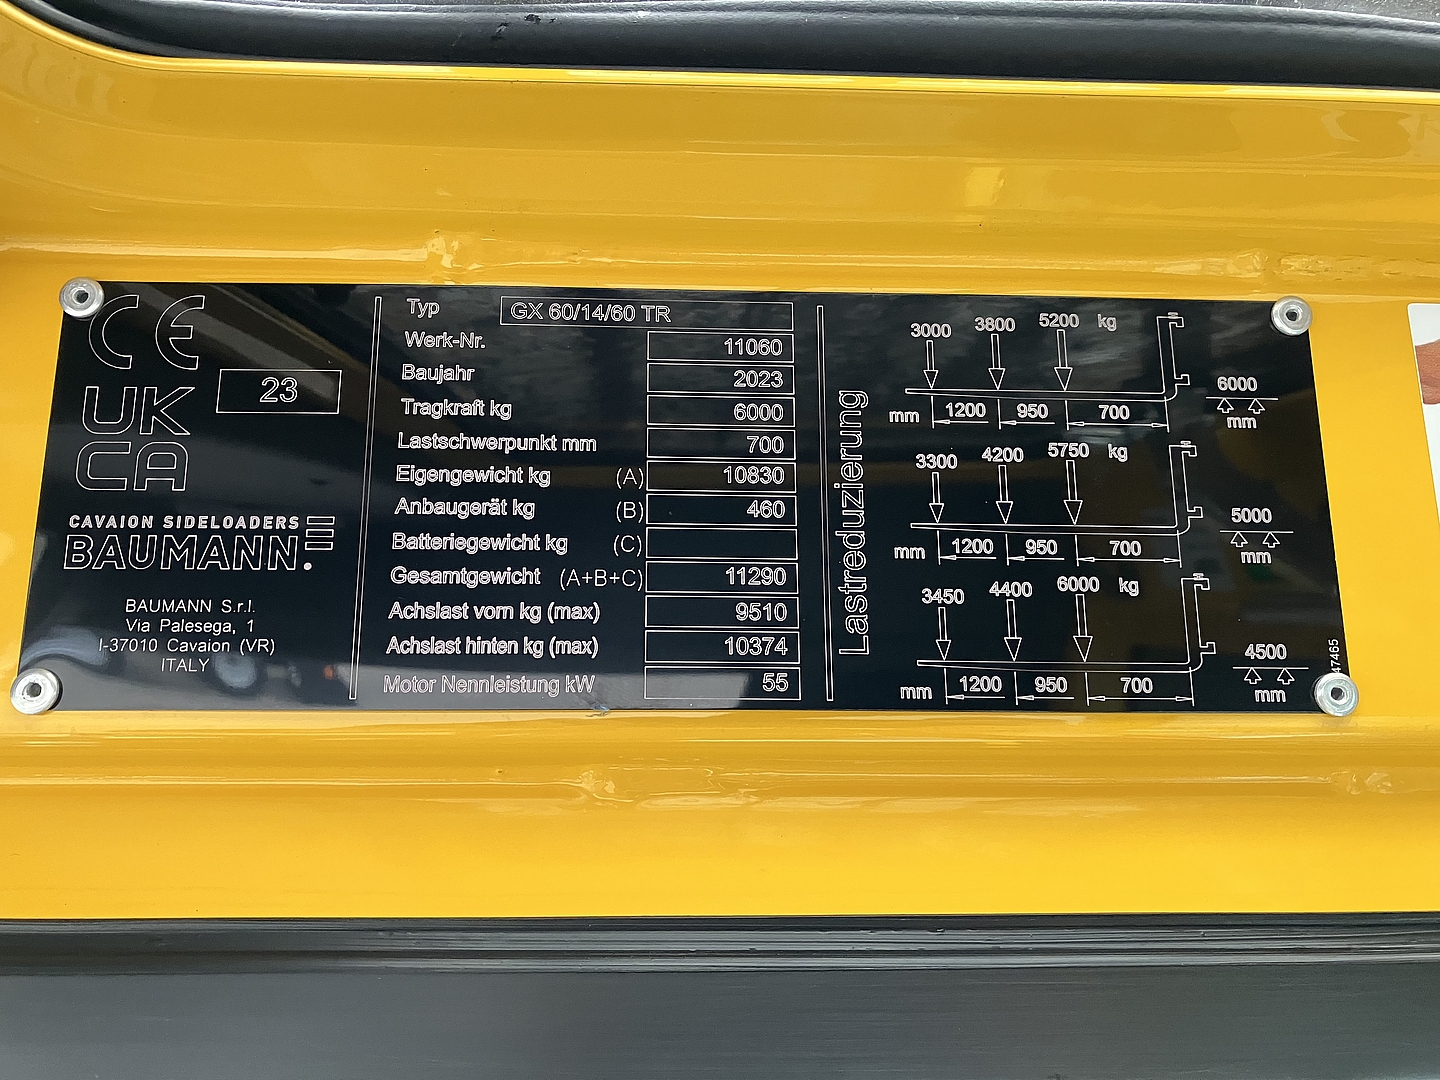 CE
UK
CA
23
CAVAION SIDELOADERS
BAUMANN
BAUMANN S.r.l.
Via Palesega, 1
I-37010 Cavaion (VR)
ITALY
Typ GX 60/14/60 TR
Werk-Nr. 11060
Baujahr 2023
Tragkraft kg 6000
Lastschwerpunkt mm 700
Eigengewicht kg (A) 10830
Anbaugerät kg (B) 460
Batteriegewicht kg (C)
Gesamtgewicht (A+B+C) 11290
Achslast vorn kg (max) 9510
Achslast hinten kg (max) 10374
Motor Nennleistung kW 55
Lastreduzierung
3000 3800 5200 kg
6000
mm 1200 950 700 mm
3300 4200 5750 kg
5000
mm 1200 950 700 mm
3450 4400 6000 kg
4500
mm 1200 950 700 mm
47465